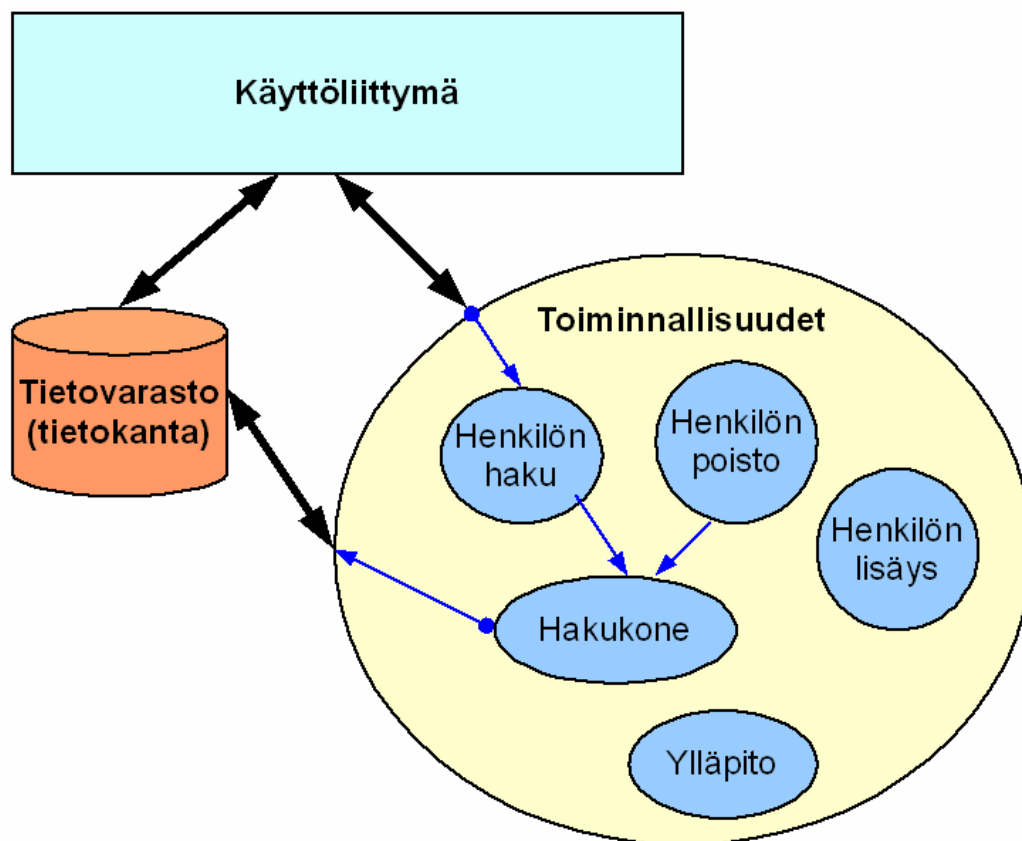 Käyttöliittymä
Toiminnallisuudet
Tietovarasto
(tietokanta)
Henkilön
haku
Henkilön
poisto
Henkilön
lisäys
Hakukone
Ylläpito